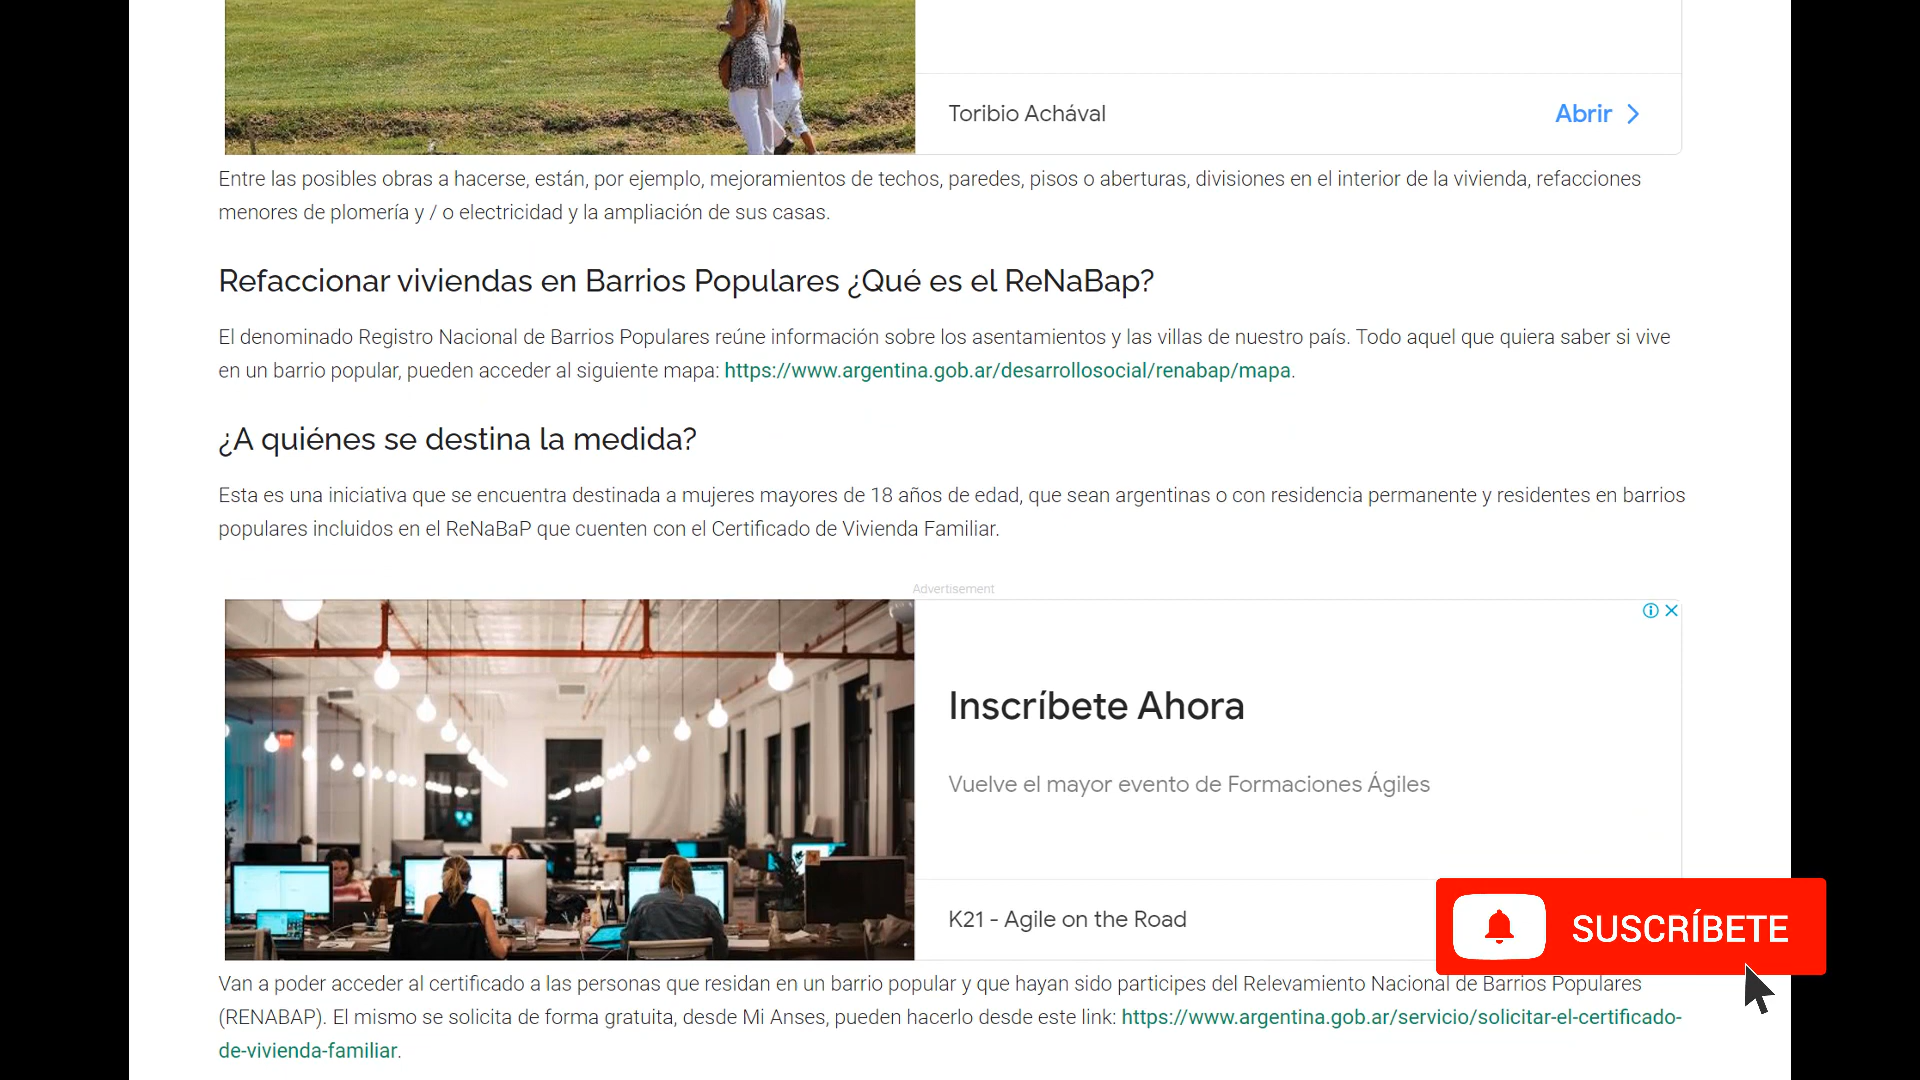 Toribio Achával
Abrir
Entre las posibles obras a hacerse, están, por ejemplo, mejoramientos de techos, paredes, pisos o aberturas, divisiones en el interior de la vivienda, refacciones
menores de plomería y / o electricidad y la ampliación de sus casas.
Refaccionar viviendas en Barrios Populares ¿Qué es el ReNaBap?
El denominado Registro Nacional de Barrios Populares reúne información sobre los asentamientos y las villas de nuestro país. Todo aquel que quiera saber si vive
en un barrio popular, pueden acceder al siguiente mapa: https://www.argentina.gob.ar/desarrollosocial/renabap/mapa.
¿A quiénes se destina la medida?
Esta es una iniciativa que se encuentra destinada a mujeres mayores de 18 años de edad, que sean argentinas o con residencia permanente y residentes en barrios
populares incluidos en el ReNaBaP que cuenten con el Certificado de Vivienda Familiar.
Advertisement
Inscríbete Ahora
Vuelve el mayor evento de Formaciones Ágiles
K21 - Agile on the Road
SUSCRÍBETE
Van a poder acceder al certificado a las personas que residan en un barrio popular y que hayan sido participes del Relevamiento Nacional de Barrios Populares
(RENABAP). El mismo se solicita de forma gratuita, desde Mi Anses, pueden hacerlo desde este link: https://www.argentina.gob.ar/servicio/solicitar-el-certificado-
de-vivienda-familiar.